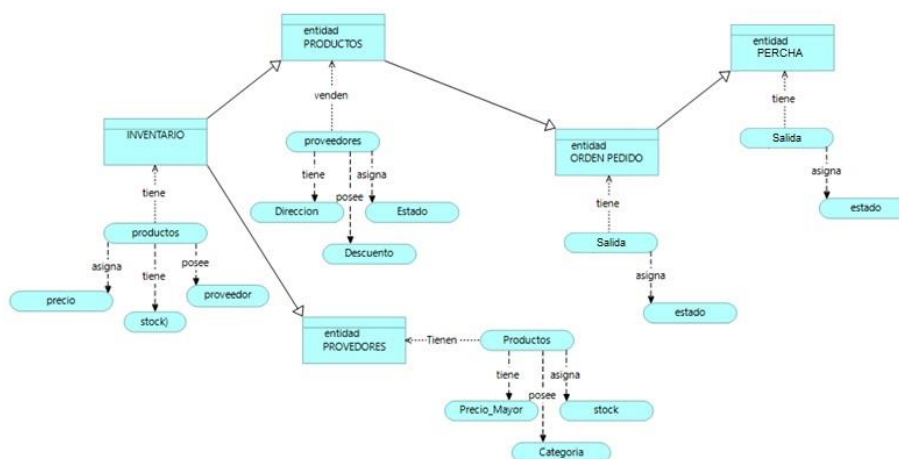 entidad
PRODUCTOS
entidad
PERCHA
venden
tiene
INVENTARIO
proveedores
entidad
ORDEN PEDIDO
Salida
tiene
asigna
posee
asigna
tiene
Direccion
Estado
tiene
estado
productos
Salida
Descuento
asigna
tiene
posee
asigna
precio
proveedor
stock)
estado
entidad
PROVEDORES
Tienen
Productos
tiene
asigna
posee
Precio_Mayor
stock
Categoria